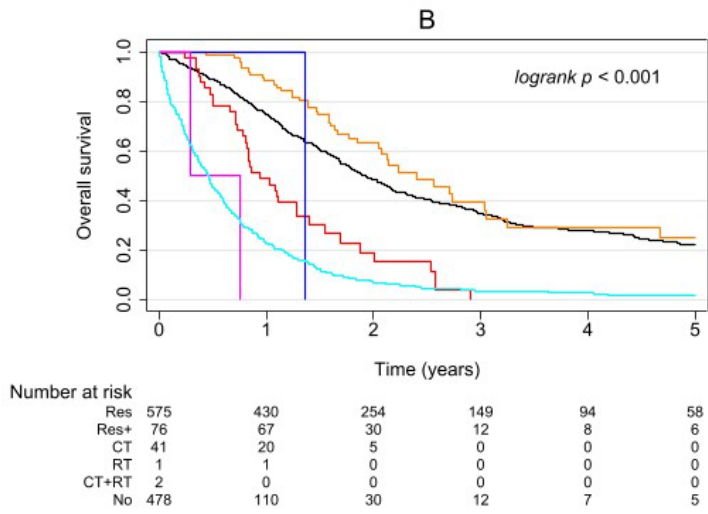 B
logrank p < 0.001
Overall survival
1.0
0.8
0.6
0.4
0.2
0.0
0 1 2 3 4 5
Time (years)
Number at risk
Res 575 430 254 149 94 58
Res+ 76 67 30 12 8 6
CT 41 20 5 0 0 0
RT 1 1 0 0 0 0
CT+RT 2 0 0 0 0 0
No 478 110 30 12 7 5